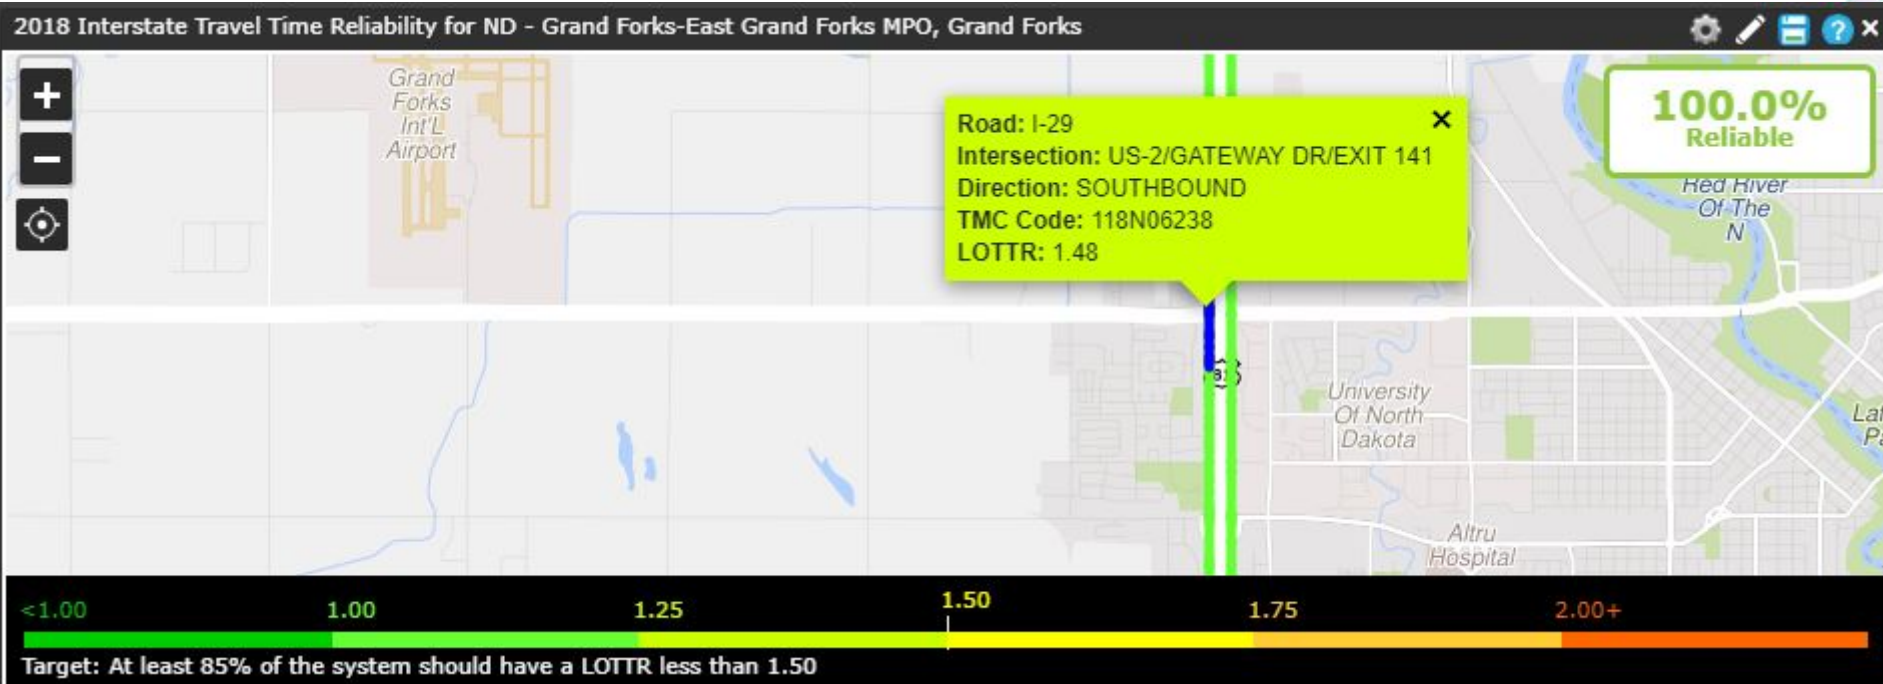 2018 Interstate Travel Time Reliability for ND - Grand Forks-East Grand Forks MPO, Grand Forks
+
−
Grand
Forks
Int'L
Airport
Road: I-29
Intersection: US-2/GATEWAY DR/EXIT 141
Direction: SOUTHBOUND
TMC Code: 118N06238
LOTTR: 1.48
100.0%
Reliable
Red River
Of The
N
81
University
Of North
Dakota
Altru
Hospital
<1.00 1.00 1.25 1.50 1.75 2.00+
Target: At least 85% of the system should have a LOTTR less than 1.50